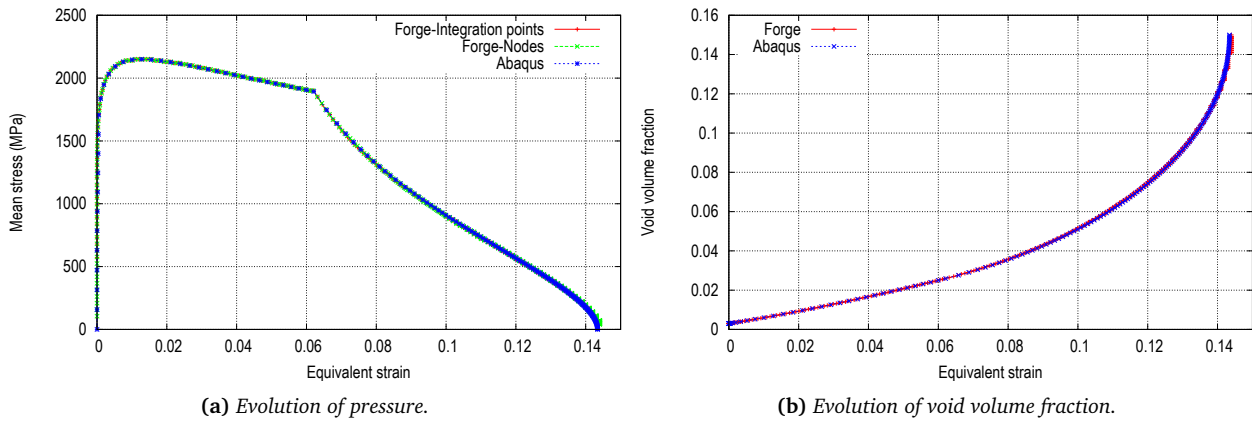 Mean stress (MPa)
2500
2000
1500
1000
500
0
0 0.02 0.04 0.06 0.08 0.1 0.12 0.14
Equivalent strain
Forge-Integration points
Forge-Nodes
Abaqus
(a) Evolution of pressure.
Void volume fraction
0.16
0.14
0.12
0.1
0.08
0.06
0.04
0.02
0
0 0.02 0.04 0.06 0.08 0.1 0.12 0.14
Equivalent strain
Forge
Abaqus
(b) Evolution of void volume fraction.